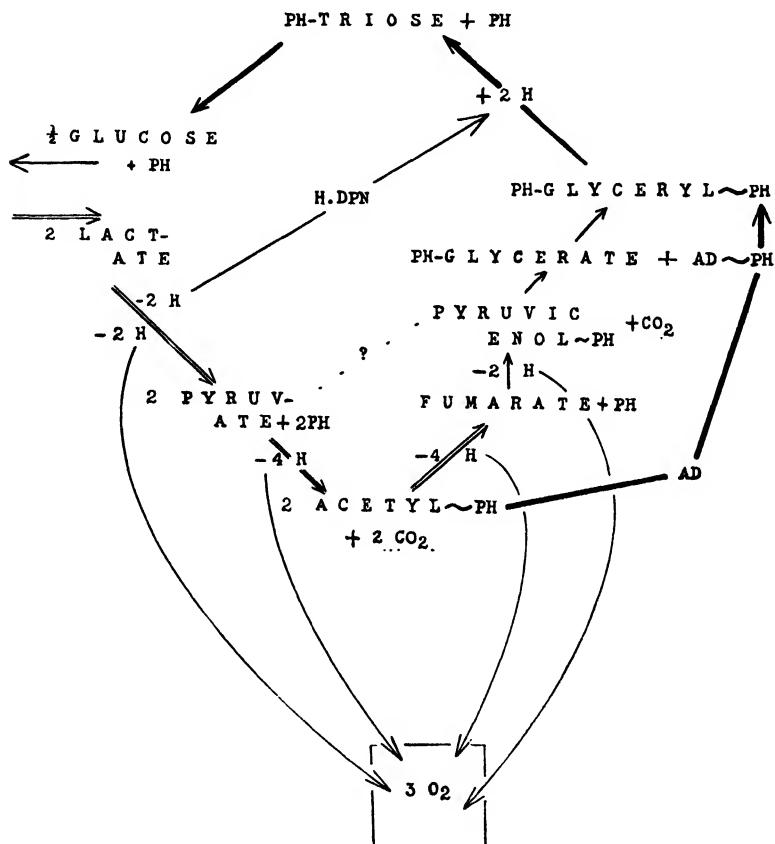 PH-TRIOSE + PH
+ 2 H
½ GLUCOSE
+ PH
H.DPN
PH-GLYCERYL~PH
2 LACT-
ATE
PH-GLYCERATE + AD~PH
-2 H
-2 H
PYRUVIC
ENOL~PH
+CO₂
?
-2 H
2 PYRUV-
ATE+2PH
FUMARATE+PH
-4 H
-4 H
AD
2 ACETYL~PH
+ 2 CO₂
3 O₂